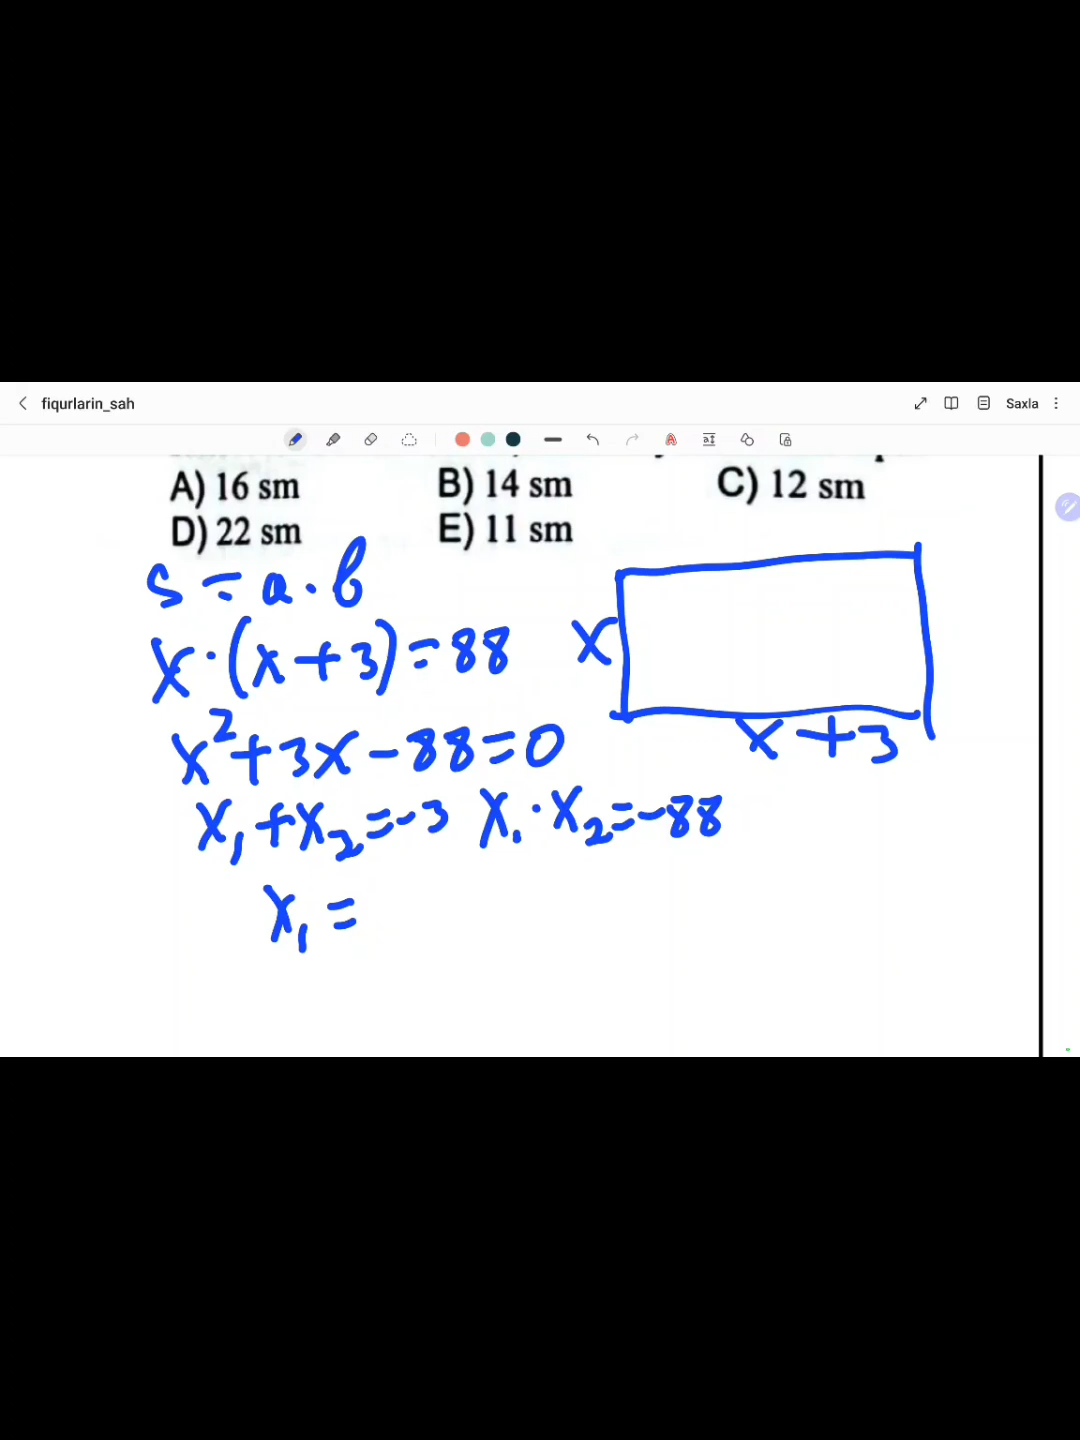 fiqurlarin_sah
Saxla
A) 16 sm B) 14 sm C) 12 sm
D) 22 sm E) 11 sm
S = a · b
x · (x + 3) = 88
x
x + 3
x² + 3x - 88 = 0
x₁ + x₂ = -3 x₁ · x₂ = -88
x₁ =